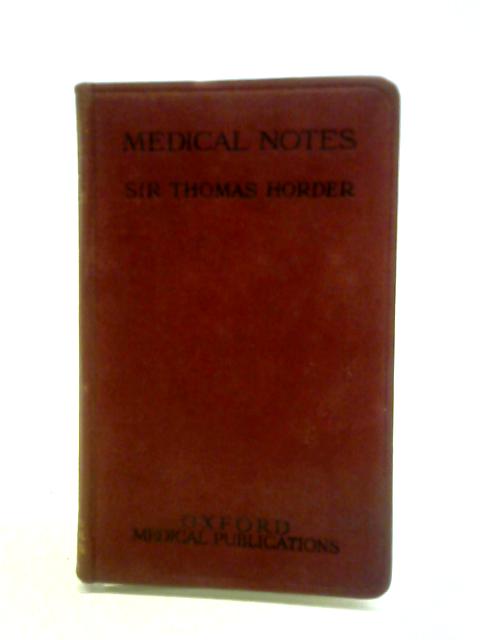 MEDICAL NOTES
SIR THOMAS HORDER
OXFORD
MEDICAL PUBLICATIONS